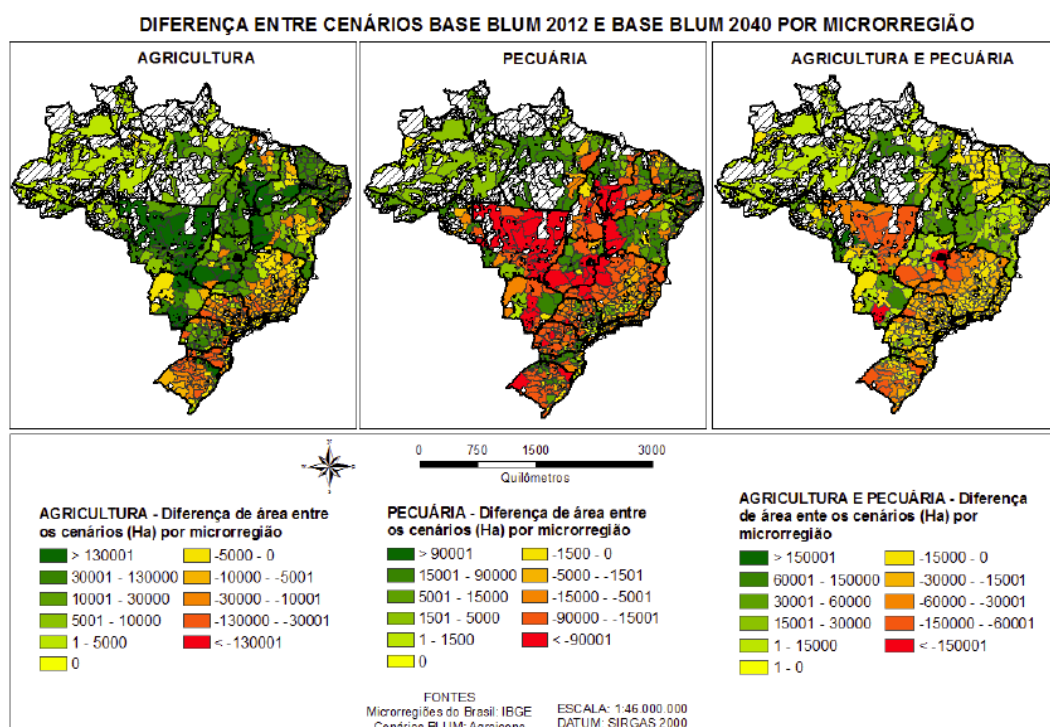 DIFERENÇA ENTRE CENÁRIOS BASE BLUM 2012 E BASE BLUM 2040 POR MICRORREGIÃO
AGRICULTURA
PECUÁRIA
AGRICULTURA E PECUÁRIA
0 750 1500 3000
Quilómetros
AGRICULTURA - Diferença de área entre
os cenários (Ha) por microrregião
> 130001
30001 - 130000
10001 - 30000
5001 - 10000
1 - 5000
0
-5000 - 0
-10000 - -5001
-30000 - -10001
-130000 - -30001
< -130001
PECUÁRIA - Diferença de área entre
os cenários (Ha) por microrregião
> 90001
15001 - 90000
5001 - 15000
1501 - 5000
1 - 1500
0
-1500 - 0
-5000 - -1501
-15000 - -5001
-90000 - -15001
< -90001
AGRICULTURA E PECUÁRIA - Diferença
de área ente os cenários (Ha) por
microrregião
> 150001
60001 - 150000
30001 - 60000
15001 - 30000
1 - 15000
1 - 0
-15000 - 0
-30000 - -15001
-60000 - -30001
-150000 - -60001
< -150001
FONTES
Microrregiões do Brasil: IBGE
Cenários BLUM: Agroicone
ESCALA: 1:46.000.000
DATUM: SIRGAS 2000